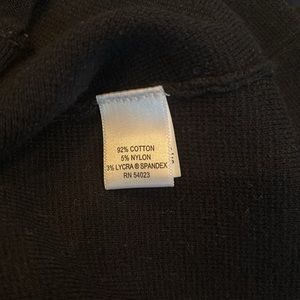 92% COTTON
5% NYLON
3% LYCRA® SPANDEX
RN 54023